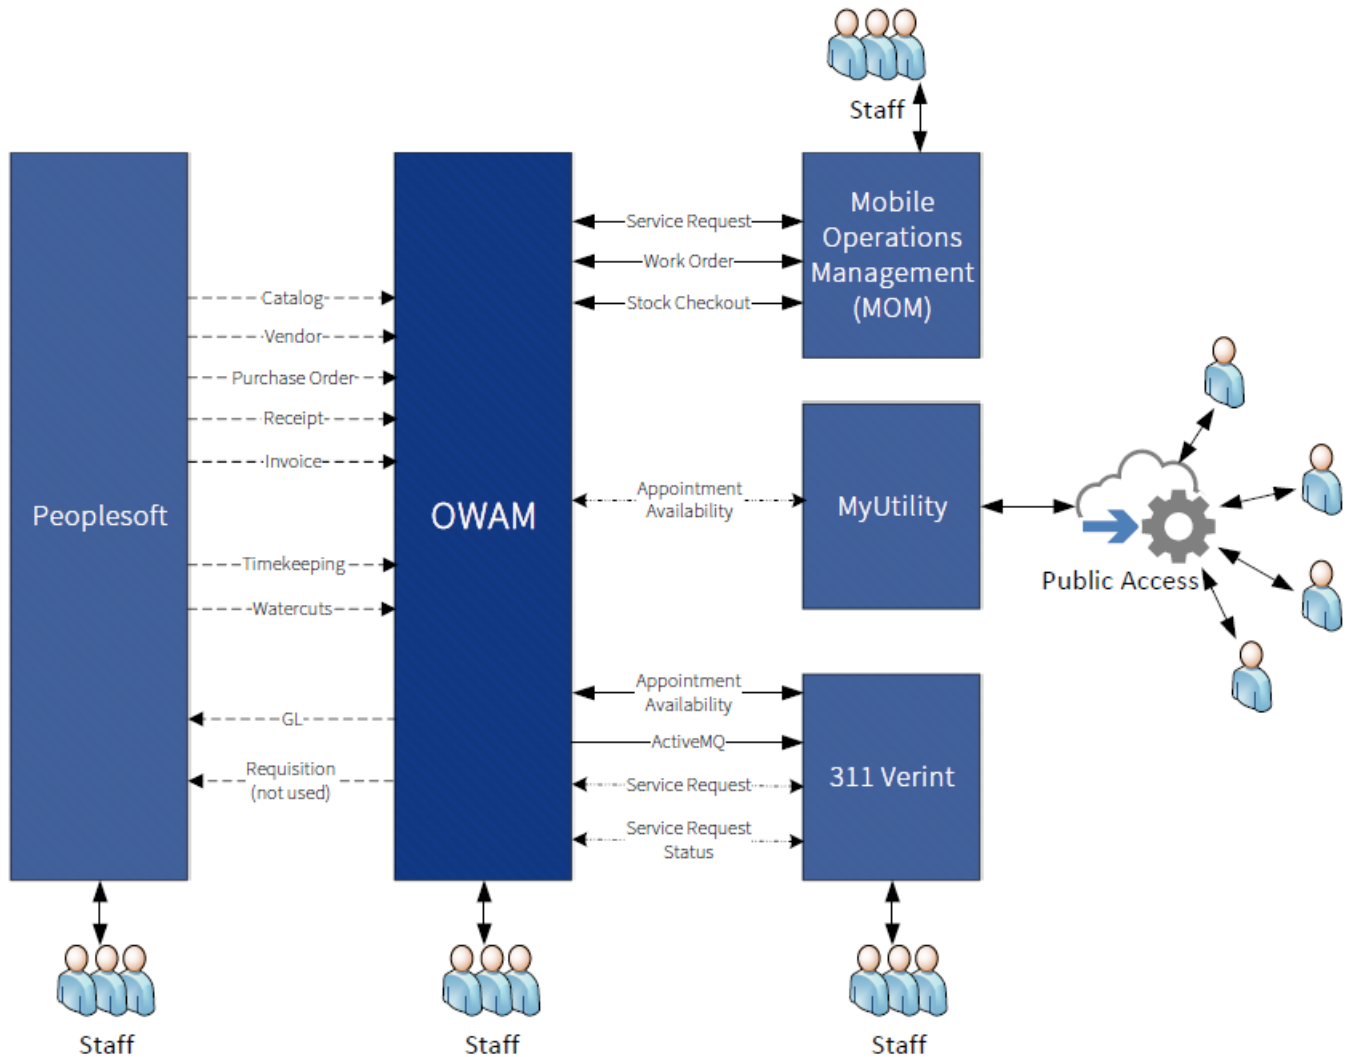 Staff
Mobile
Operations
Management
(MOM)
Service Request
Work Order
Stock Checkout
Catalog
Vendor
Purchase Order
Receipt
Invoice
Peoplesoft
OWAM
Appointment
Availability
MyUtility
Public Access
Timekeeping
Watercuts
GL
Requisition
(not used)
Appointment
Availability
ActiveMQ
Service Request
Service Request
Status
311 Verint
Staff
Staff
Staff